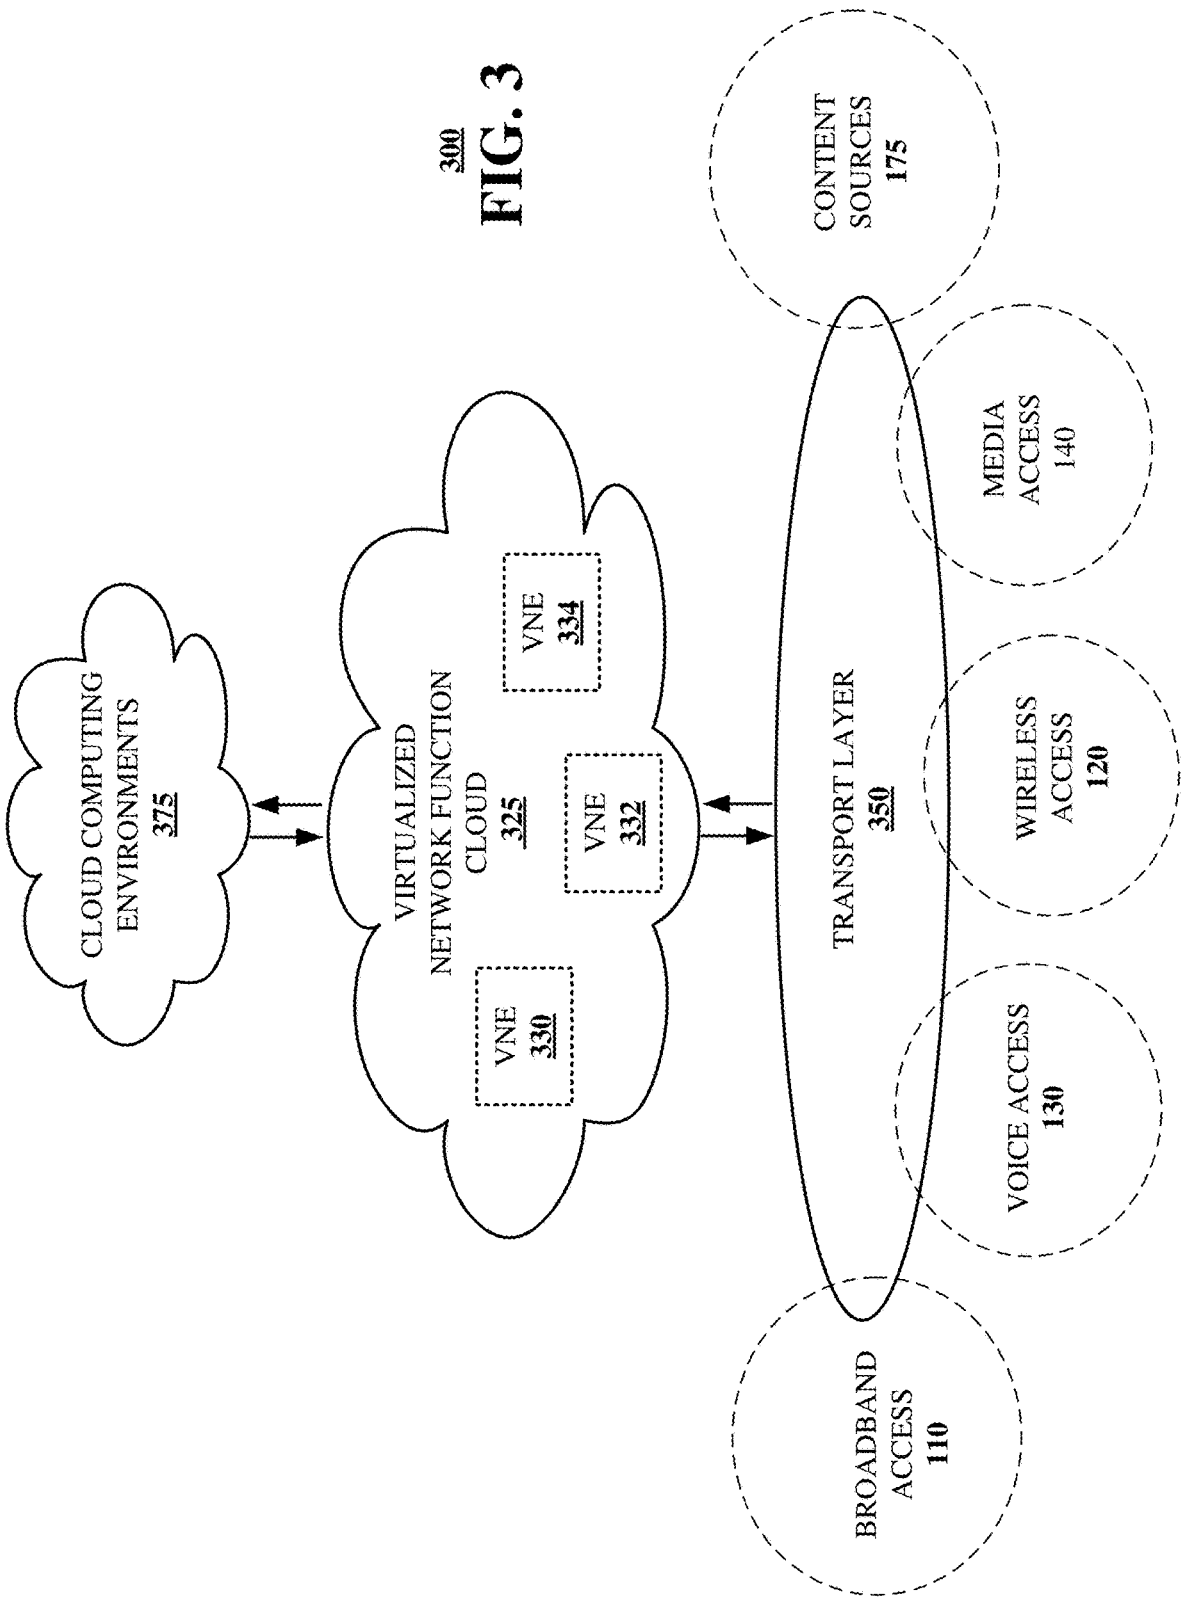 CLOUD COMPUTING
ENVIRONMENTS
375
VIRTUALIZED
NETWORK FUNCTION
CLOUD
325
VNE
330
VNE
332
VNE
334
300
FIG. 3
TRANSPORT LAYER
350
BROADBAND
ACCESS
110
VOICE ACCESS
130
WIRELESS
ACCESS
120
MEDIA
ACCESS
140
CONTENT
SOURCES
175